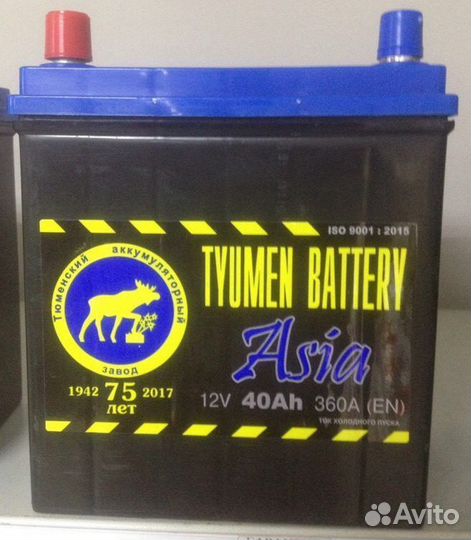 ISO 9001 : 2015
TYUMEN BATTERY
Asia
Тюменский аккумуляторный
завод
1942 75 2017
лет
12V 40Ah 360A (EN)
ток холодного пуска
Avito